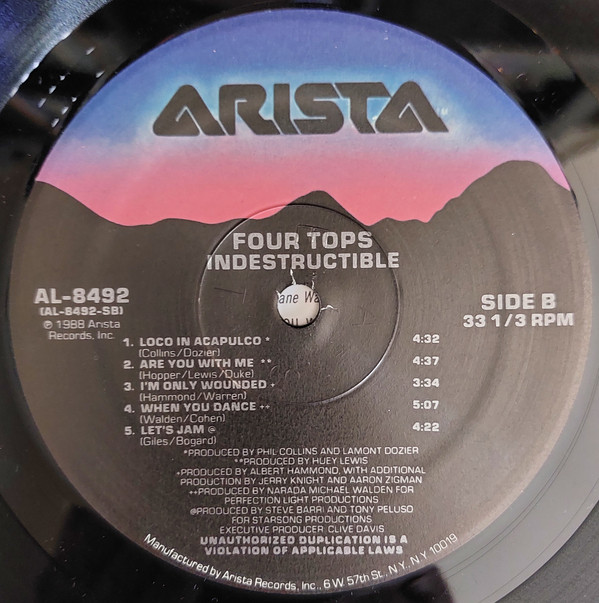 ARISTA™
FOUR TOPS
INDESTRUCTIBLE
ane Wa
AL-8492
(AL-8492-SB)
℗ 1988 Arista
Records, Inc.
SIDE B
33 1/3 RPM
1. LOCO IN ACAPULCO * 4:32
(Collins/Dozier)
2. ARE YOU WITH ME ** 4:37
(Hopper/Lewis/Duke)
3. I'M ONLY WOUNDED + 3:34
(Hammond/Warren)
4. WHEN YOU DANCE ++ 5:07
(Walden/Cohen)
5. LET'S JAM @ 4:22
(Giles/Bogard)
*PRODUCED BY PHIL COLLINS AND LAMONT DOZIER
**PRODUCED BY HUEY LEWIS
+PRODUCED BY ALBERT HAMMOND, WITH ADDITIONAL
PRODUCTION BY JERRY KNIGHT AND AARON ZIGMAN
++PRODUCED BY NARADA MICHAEL WALDEN FOR
PERFECTION LIGHT PRODUCTIONS
@PRODUCED BY STEVE BARRI AND TONY PELUSO
FOR STARSONG PRODUCTIONS
EXECUTIVE PRODUCER: CLIVE DAVIS
UNAUTHORIZED DUPLICATION IS A
VIOLATION OF APPLICABLE LAWS
Manufactured by Arista Records, Inc., 6 W 57th St., N.Y., N.Y. 10019